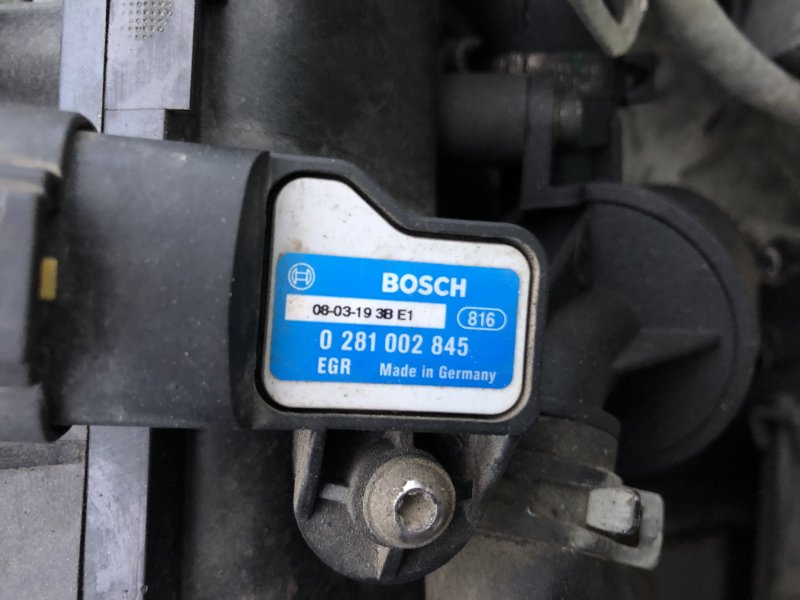 BOSCH
08-03-19 3B E1
816
0 281 002 845
EGR Made in Germany